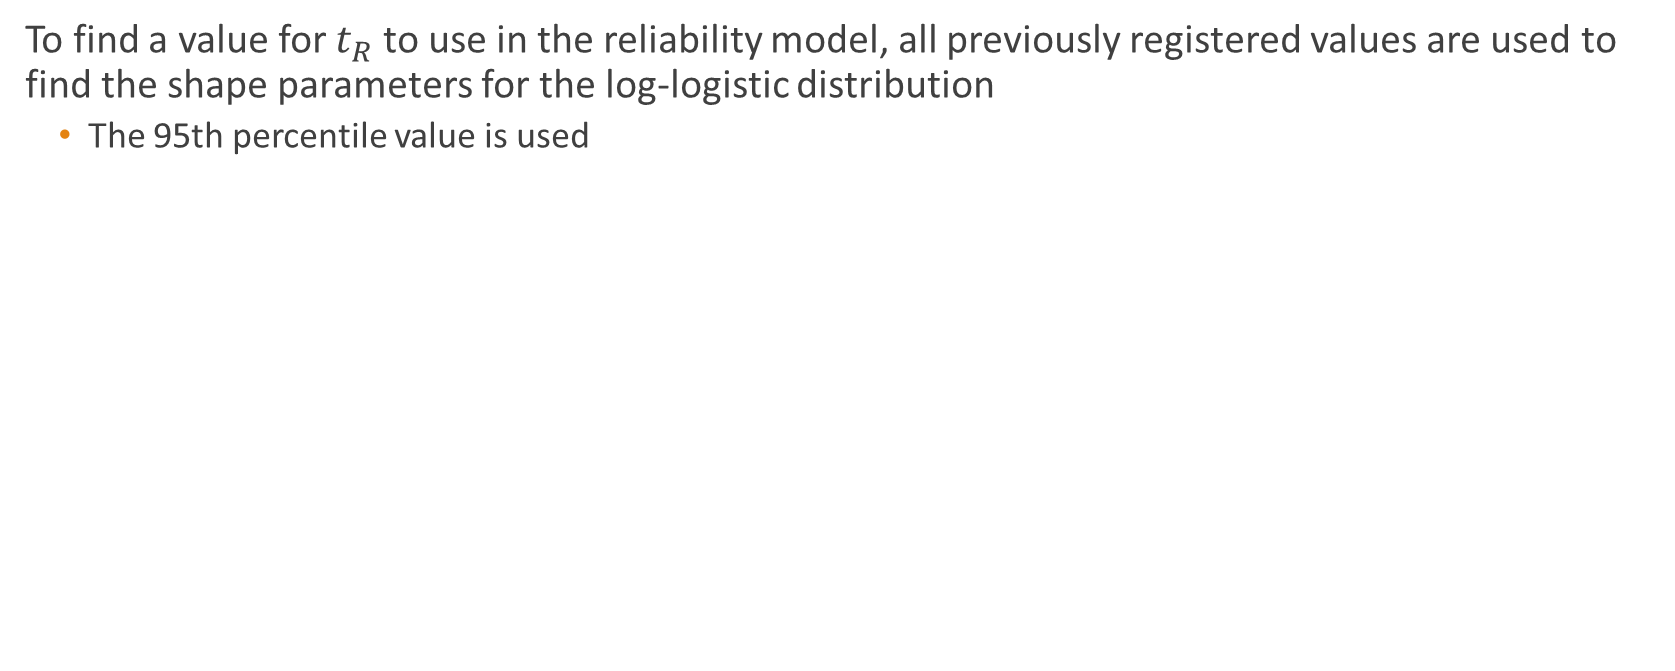 To find a value for t_R to use in the reliability model, all previously registered values are used to
find the shape parameters for the log-logistic distribution
• The 95th percentile value is used